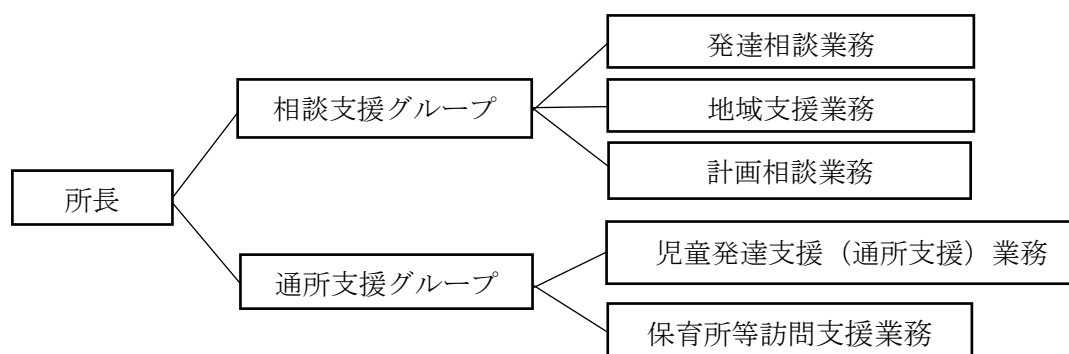 所長
相談支援グループ
発達相談業務
地域支援業務
計画相談業務
通所支援グループ
児童発達支援（通所支援）業務
保育所等訪問支援業務